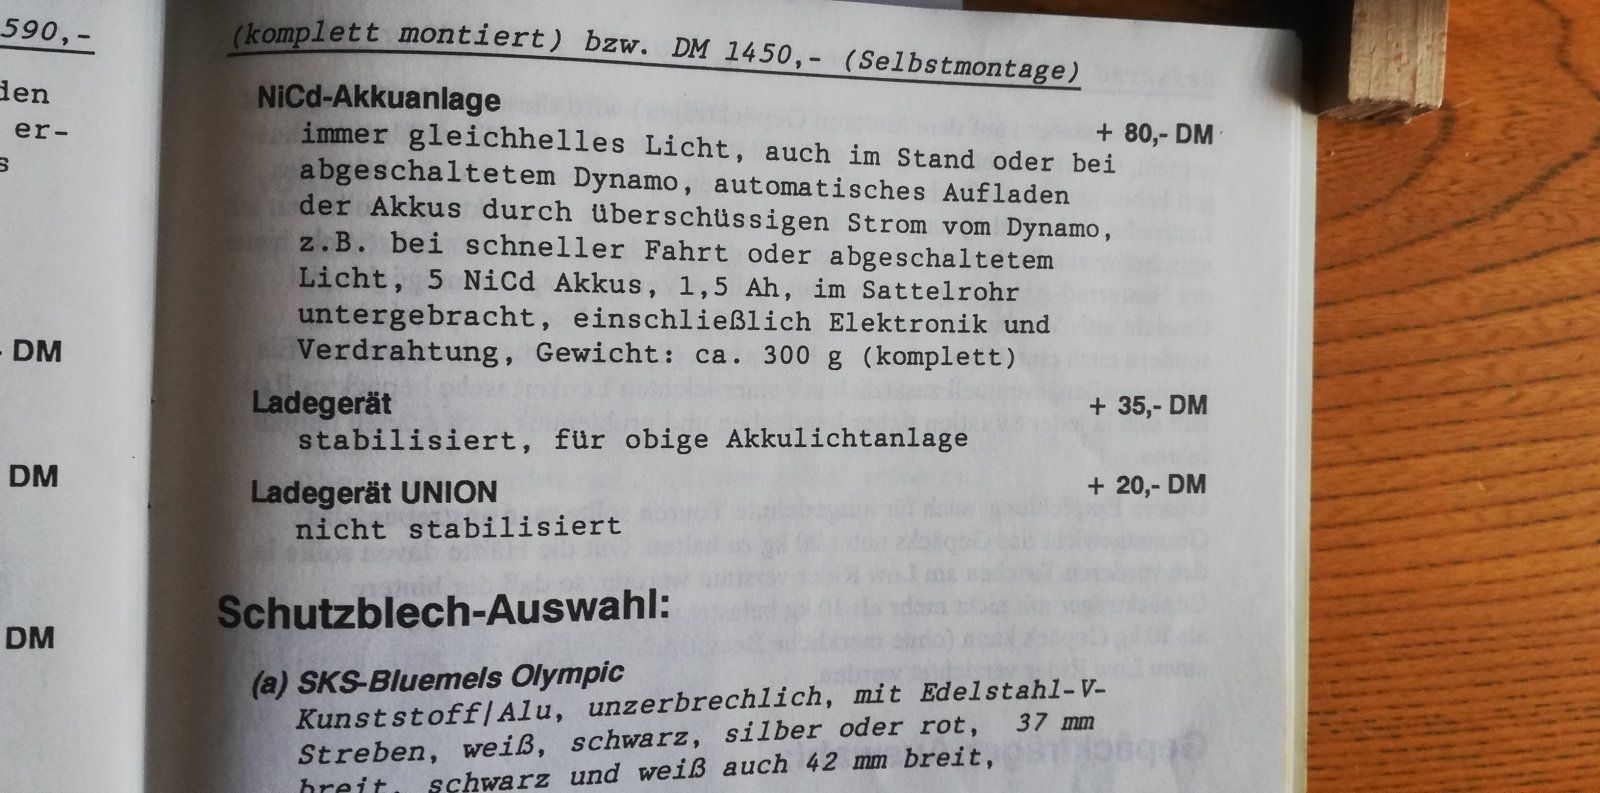 590,-
den
er-
s
DM
DM
DM
(komplett montiert) bzw. DM 1450,- (Selbstmontage)
NiCd-Akkuanlage + 80,- DM
immer gleichhelles Licht, auch im Stand oder bei
abgeschaltetem Dynamo, automatisches Aufladen
der Akkus durch überschüssigen Strom vom Dynamo,
z.B. bei schneller Fahrt oder abgeschaltetem
Licht, 5 NiCd Akkus, 1,5 Ah, im Sattelrohr
untergebracht, einschließlich Elektronik und
Verdrahtung, Gewicht: ca. 300 g (komplett)
Ladegerät + 35,- DM
stabilisiert, für obige Akkulichtanlage
Ladegerät UNION + 20,- DM
nicht stabilisiert
Schutzblech-Auswahl:
(a) SKS-Bluemels Olympic
Kunststoff/Alu, unzerbrechlich, mit Edelstahl-V-
Streben, weiß, schwarz, silber oder rot, 37 mm
breit, schwarz und weiß auch 42 mm breit,